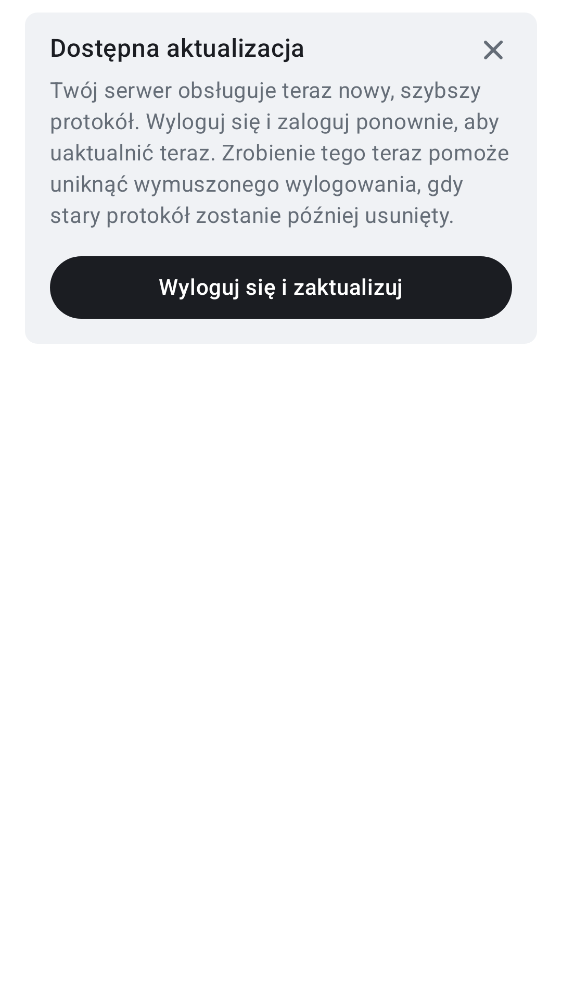 Dostępna aktualizacja
Twój serwer obsługuje teraz nowy, szybszy
protokół. Wyloguj się i zaloguj ponownie, aby
uaktualnić teraz. Zrobienie tego teraz pomoże
uniknąć wymuszonego wylogowania, gdy
stary protokół zostanie później usunięty.
Wyloguj się i zaktualizuj